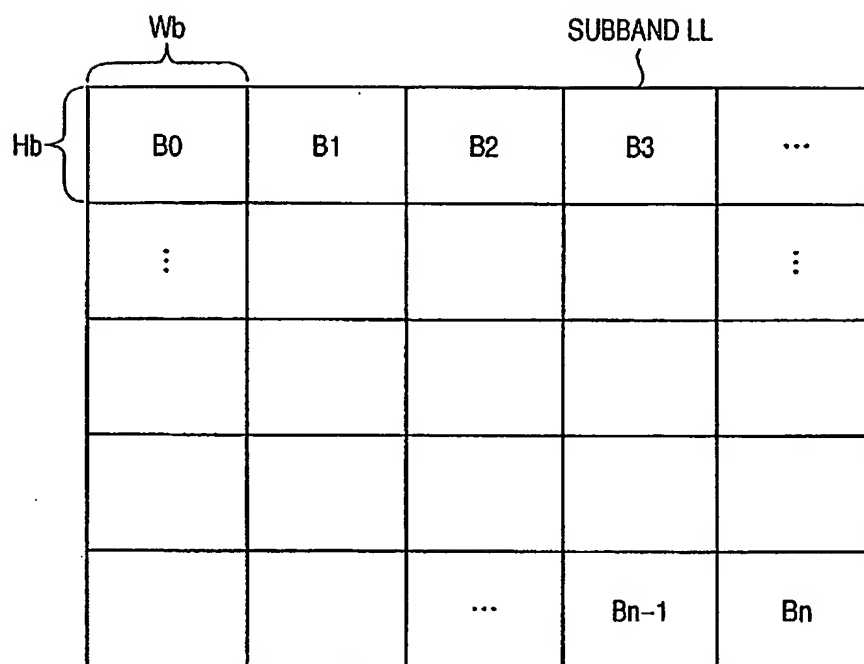 Wb
SUBBAND LL
Hb
B0 B1 B2 B3 ...
⋮ ⋮
... Bn-1 Bn